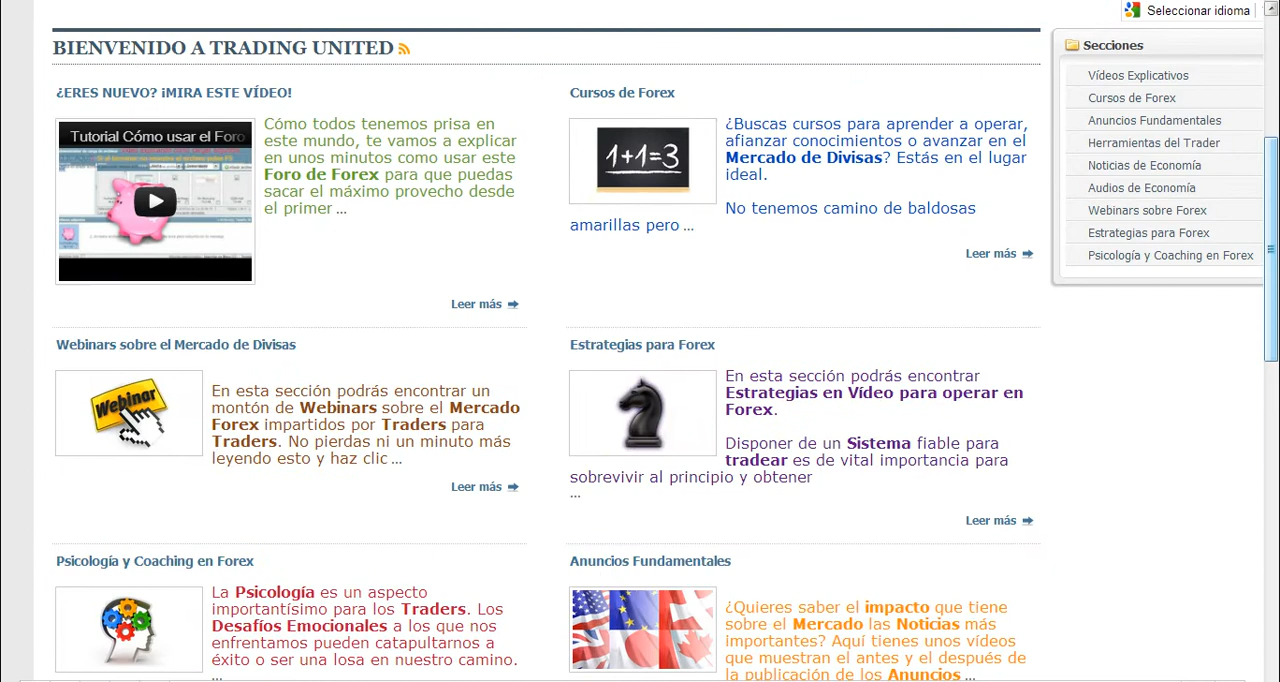 Seleccionar idioma
BIENVENIDO A TRADING UNITED
¿ERES NUEVO? ¡MIRA ESTE VÍDEO!
Tutorial Cómo usar el Foro
Cómo todos tenemos prisa en
este mundo, te vamos a explicar
en unos minutos como usar este
Foro de Forex para que puedas
sacar el máximo provecho desde
el primer ...
Leer más
Cursos de Forex
1+1=3
¿Buscas cursos para aprender a operar,
afianzar conocimientos o avanzar en el
Mercado de Divisas? Estás en el lugar
ideal.
No tenemos camino de baldosas
amarillas pero ...
Leer más
Webinars sobre el Mercado de Divisas
Webinar
En esta sección podrás encontrar un
montón de Webinars sobre el Mercado
Forex impartidos por Traders para
Traders. No pierdas ni un minuto más
leyendo esto y haz clic ...
Leer más
Estrategias para Forex
En esta sección podrás encontrar
Estrategias en Vídeo para operar en
Forex.
Disponer de un Sistema fiable para
tradear es de vital importancia para
sobrevivir al principio y obtener
...
Leer más
Psicología y Coaching en Forex
La Psicología es un aspecto
importantísimo para los Traders. Los
Desafíos Emocionales a los que nos
enfrentamos pueden catapultarnos a
éxito o ser una losa en nuestro camino.
...
Anuncios Fundamentales
¿Quieres saber el impacto que tiene
sobre el Mercado las Noticias más
importantes? Aquí tienes unos vídeos
que muestran el antes y el después de
la publicación de los Anuncios ...
Secciones
Vídeos Explicativos
Cursos de Forex
Anuncios Fundamentales
Herramientas del Trader
Noticias de Economía
Audios de Economía
Webinars sobre Forex
Estrategias para Forex
Psicología y Coaching en Forex